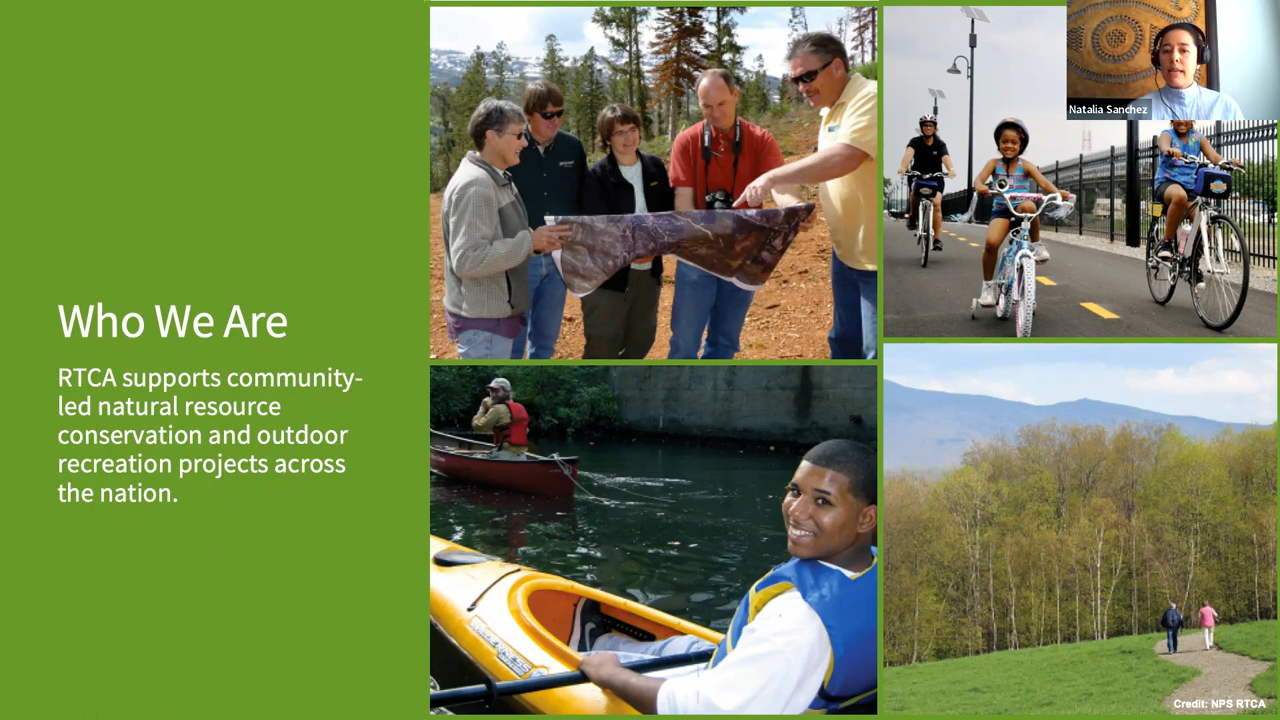 Who We Are
RTCA supports community-
led natural resource
conservation and outdoor
recreation projects across
the nation.
Natalia Sanchez
WILDERNESS
Credit: NPS RTCA